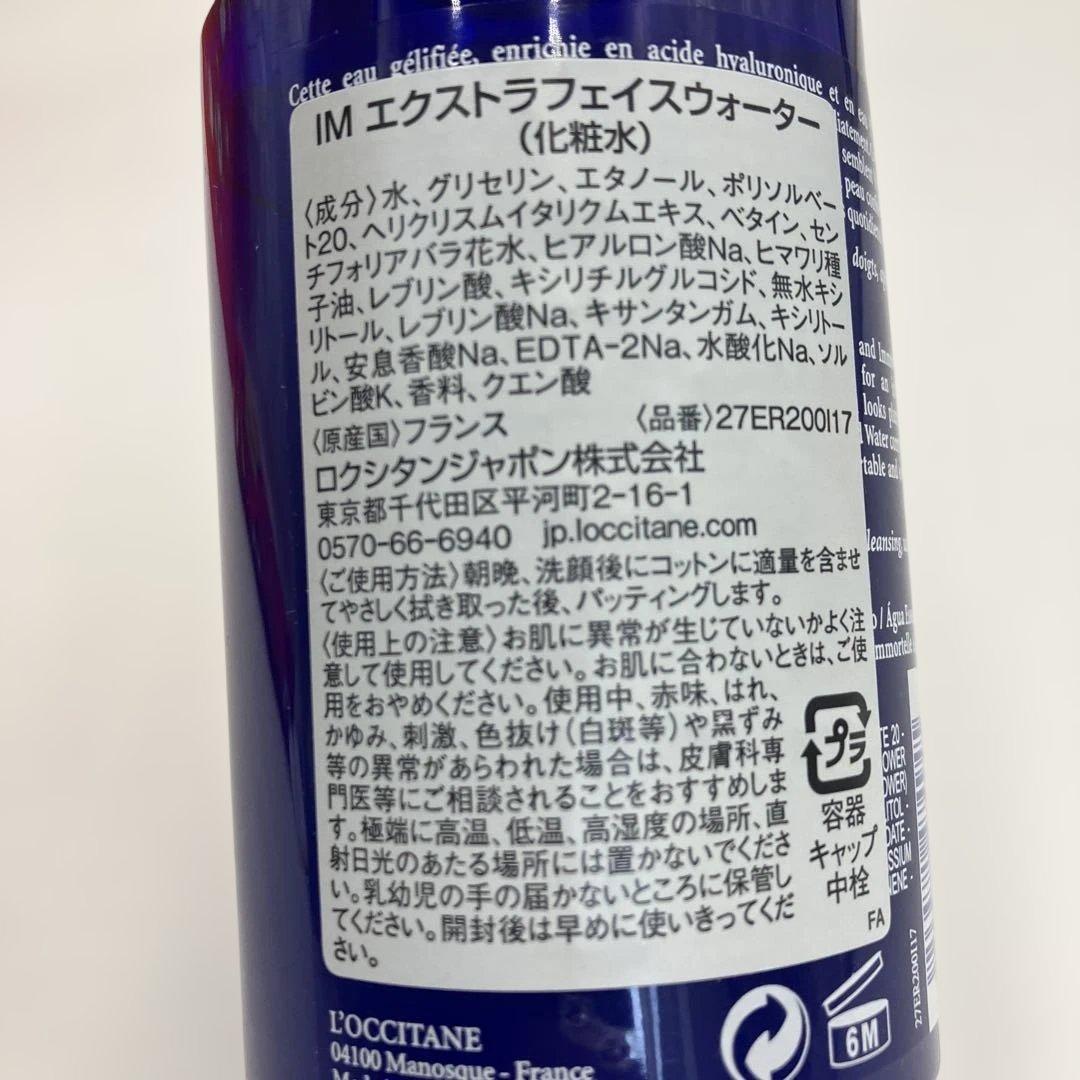 Cette eau gélifiée, enrichie en acide hyaluronique et en eau
IM エクストラフェイスウォーター
(化粧水)
〈成分〉水、グリセリン、エタノール、ポリソルベー
ト20、ヘリクリスムイタリクムエキス、ベタイン、セン
チフォリアバラ花水、ヒアルロン酸Na、ヒマワリ種
子油、レブリン酸、キシリチルグルコシド、無水キシ
リトール、レブリン酸Na、キサンタンガム、キシリトー
ル、安息香酸Na、EDTA-2Na、水酸化Na、ソル
ビン酸K、香料、クエン酸
〈原産国〉フランス 〈品番〉27ER200I17
ロクシタンジャポン株式会社
東京都千代田区平河町2-16-1
0570-66-6940 jp.loccitane.com
〈ご使用方法〉朝晩、洗顔後にコットンに適量を含ませ
てやさしく拭き取った後、パッティングします。
〈使用上の注意〉お肌に異常が生じていないかよく注
意して使用してください。お肌に合わないときは、ご使
用をおやめください。使用中、赤味、はれ、
かゆみ、刺激、色抜け(白斑等)や黒ずみ
等の異常があらわれた場合は、皮膚科専
門医等にご相談されることをおすすめしま
す。極端に高温、低温、高湿度の場所、直
射日光のあたる場所には置かないでくださ
い。乳幼児の手の届かないところに保管し
てください。開封後は早めに使いきってくだ
さい。
プラ
容器
キャップ
中栓
FA
semblent
peau
doigts,
and
for an
looks
Water
table and
/ Água
TE 20 -
OWER
OWER)
ITOL -
DATE -
SSIUM
NENE -
27ER200I17
L'OCCITANE
04100 Manosque - France
6M